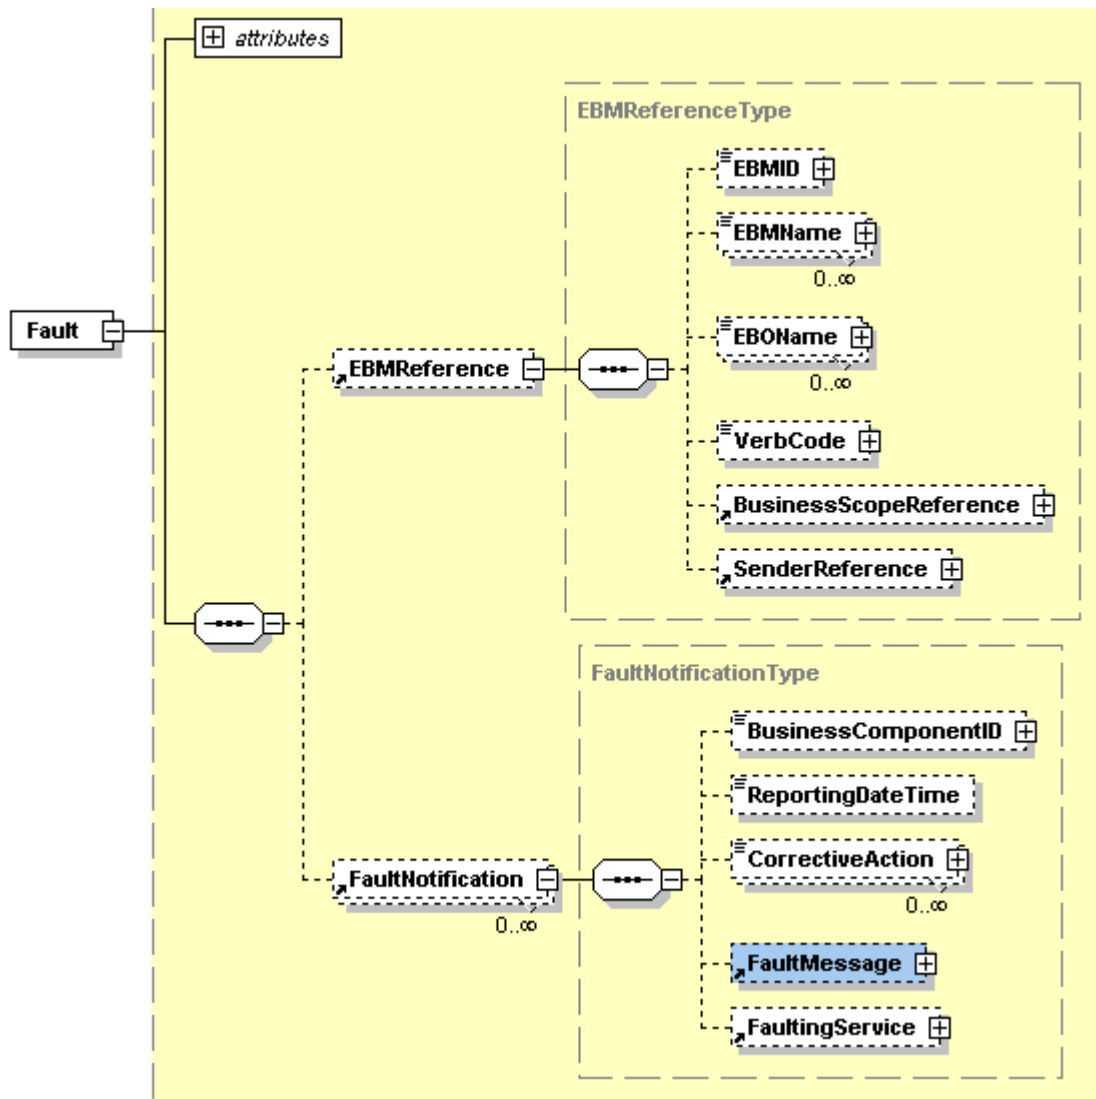 attributes
EBMReferenceType
EBMID
EBMName
0..∞
EBOName
0..∞
Fault
EBMReference
VerbCode
BusinessScopeReference
SenderReference
FaultNotificationType
BusinessComponentID
ReportingDateTime
CorrectiveAction
0..∞
FaultNotification
0..∞
FaultMessage
FaultingService